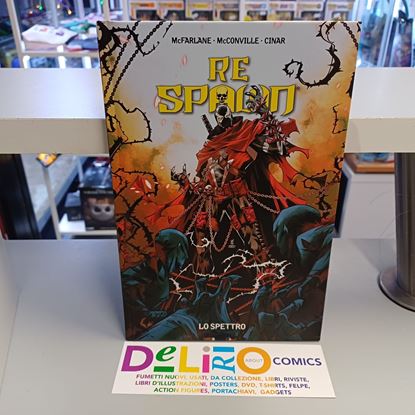 McFARLANE • McCONVILLE • CINAR
RE
SPAWN
LO SPETTRO
DeLiRiO
ABOUT
COMICS
FUMETTI NUOVI, USATI, DA COLLEZIONE, LIBRI, RIVISTE,
LIBRI D'ILLUSTRAZIONI, POSTERS, DVD, T-SHIRTS, FELPE,
ACTION FIGURES, PORTACHIAVI, GADGETS